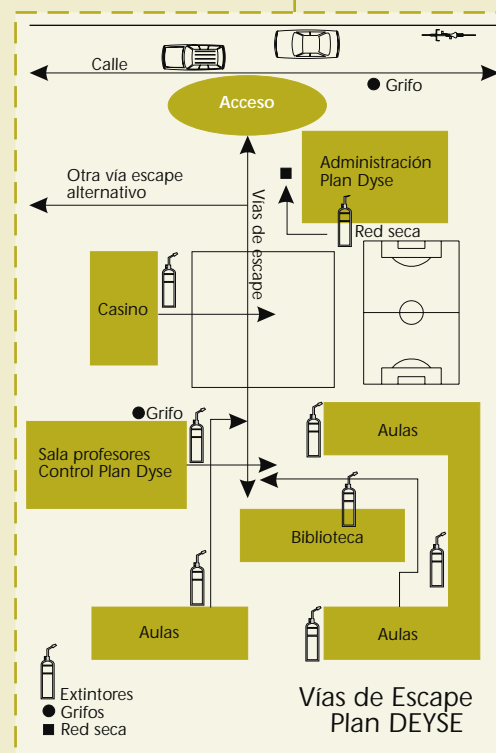 Calle
Grifo
Acceso
Otra vía escape
alternativo
Administración
Plan Dyse
Red seca
Vías de escape
Casino
Grifo
Sala profesores
Control Plan Dyse
Aulas
Biblioteca
Aulas
Aulas
Extintores
Grifos
Red seca
Vías de Escape
Plan DEYSE